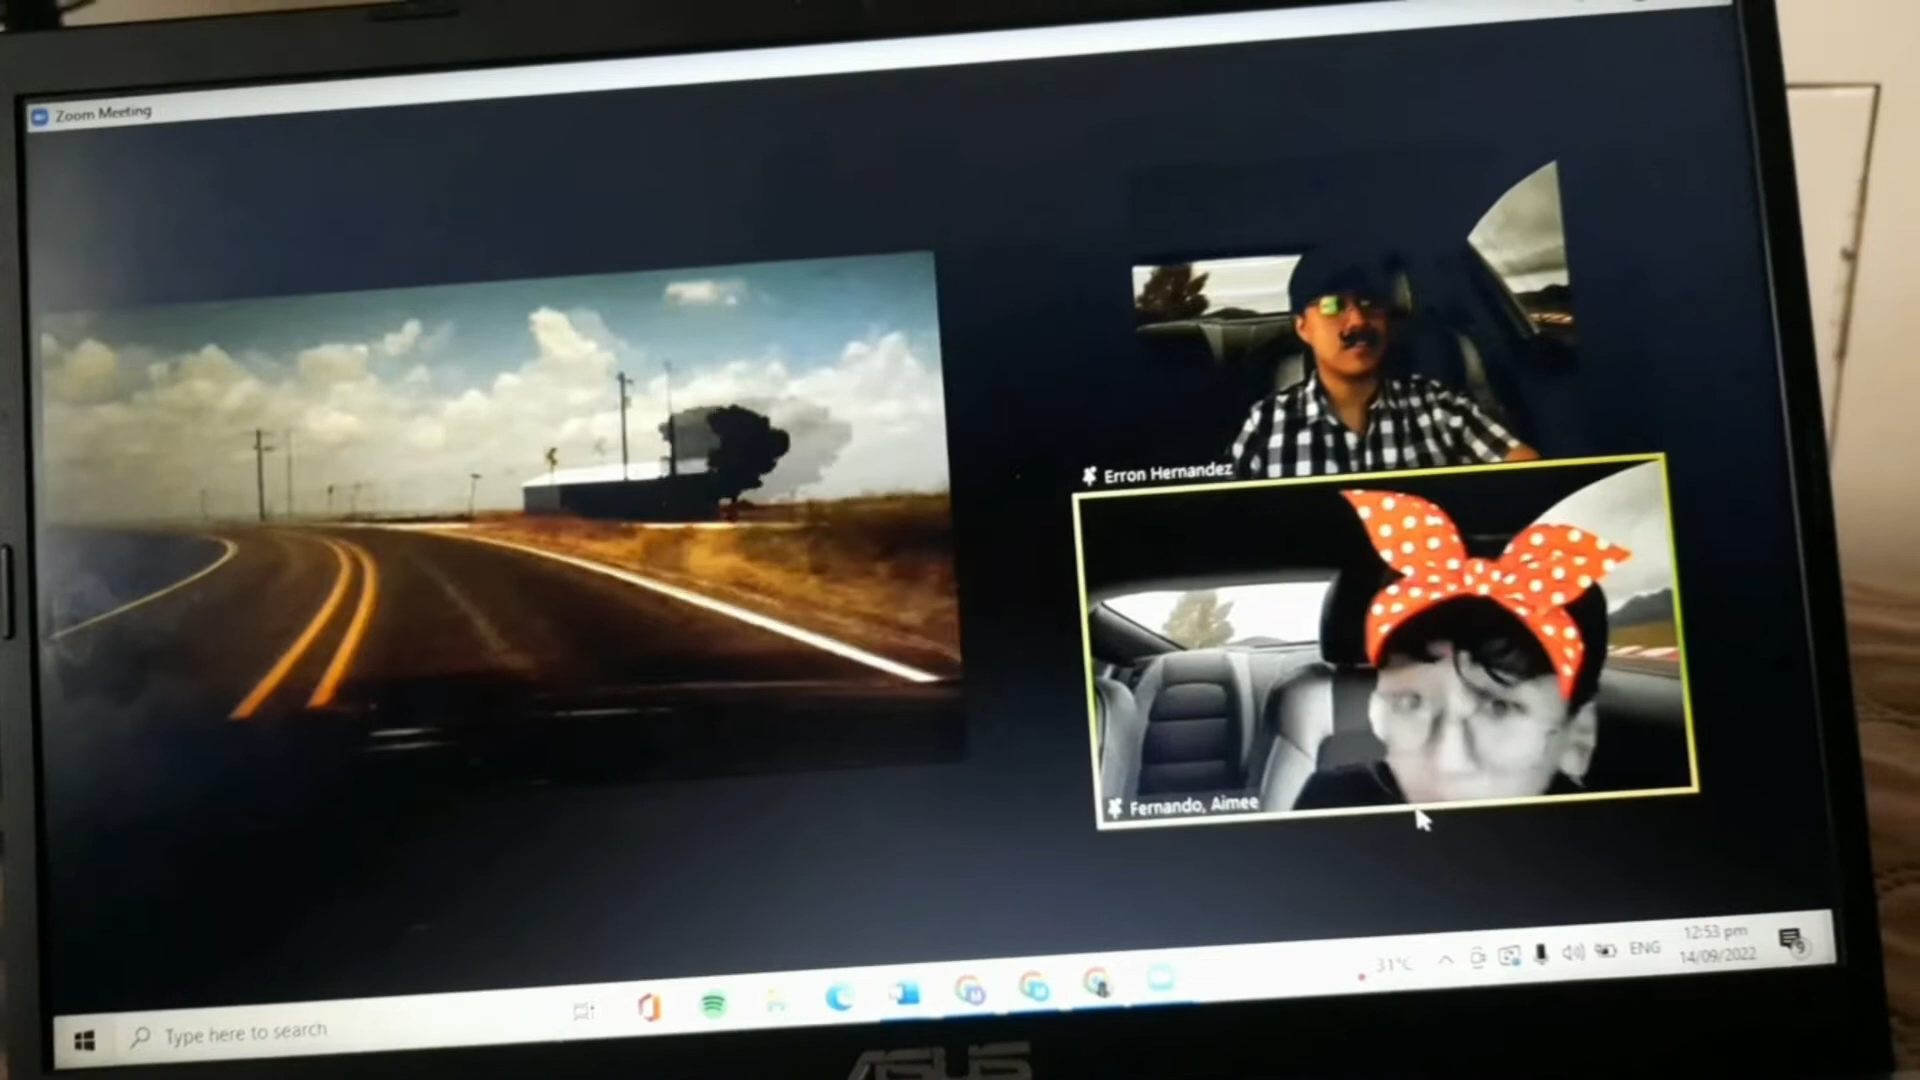 Zoom Meeting
Erron Hernandez
Fernando, Aimee
Type here to search
31°C
ENG
12:53 pm
14/09/2022
9
ASUS